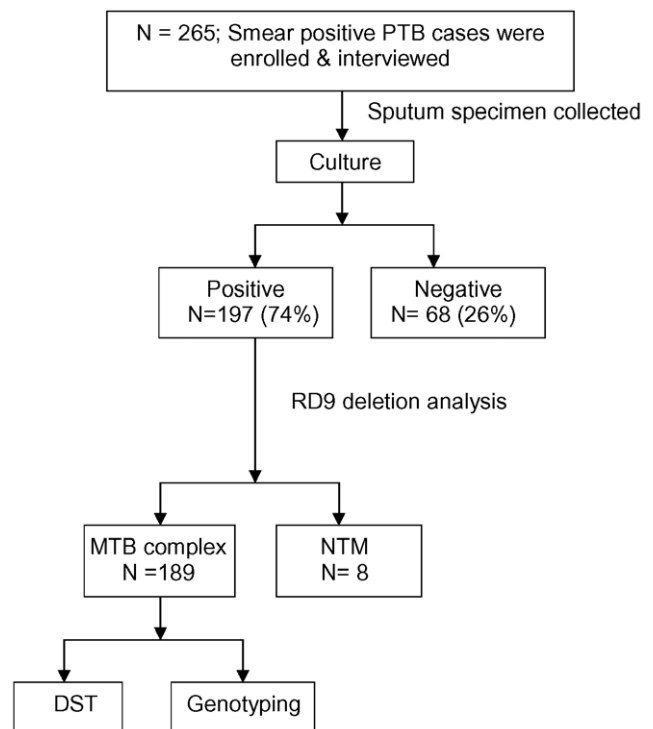 N = 265; Smear positive PTB cases were
enrolled & interviewed
Sputum specimen collected
Culture
Positive
N=197 (74%)
Negative
N= 68 (26%)
RD9 deletion analysis
MTB complex
N =189
NTM
N= 8
DST
Genotyping